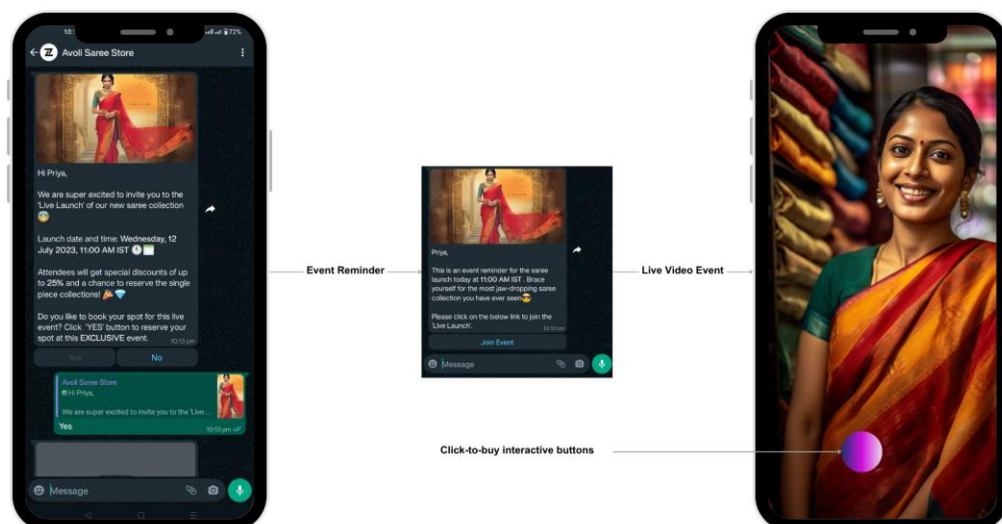 72%
Avoli Saree Store
Hi Priya,
We are super excited to invite you to the
'Live Launch' of our new saree collection
Launch date and time: Wednesday, 12
July 2023, 11:00 AM IST
Attendees will get special discounts of up
to 25% and a chance to reserve the single
piece collections!
Do you like to book your spot for this live
event? Click 'YES' button to reserve your
spot at this EXCLUSIVE event.
10:13 pm
Yes
No
Avoli Saree Store
Hi Priya,
We are super excited to invite you to the 'Live ...
Yes
10:13 pm
Message
Event Reminder
Priya,
This is an event reminder for the saree
launch today at 11:00 AM IST . Brace
yourself for the most jaw-dropping saree
collection you have ever seen
Please click on the below link to join the
'Live Launch'.
10:10 pm
Join Event
Message
Live Video Event
Click-to-buy interactive buttons